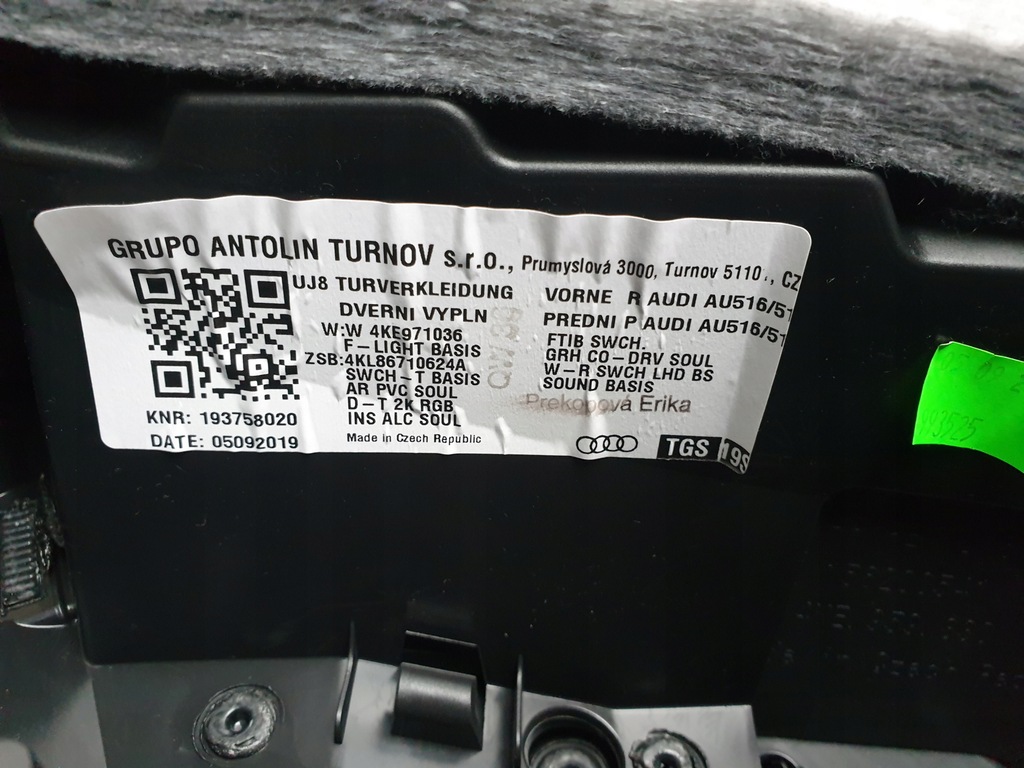 GRUPO ANTOLIN TURNOV s.r.o., Prumyslová 3000, Turnov 5110 , CZ
UJ8 TURVERKLEIDUNG VORNE R AUDI AU516/51
DVERNI VYPLN PREDNI P AUDI AU516/51
W:W 4KE971036 FTIB SWCH.
F-LIGHT BASIS GRH CO-DRV SOUL
ZSB:4KL86710624A W-R SWCH LHD BS
SWCH-T BASIS SOUND BASIS
AR PVC SOUL
D-T 2K RGB Prekopová Erika
INS ALC SOUL
KNR: 193758020
DATE: 05092019
Made in Czech Republic
TGS 19S